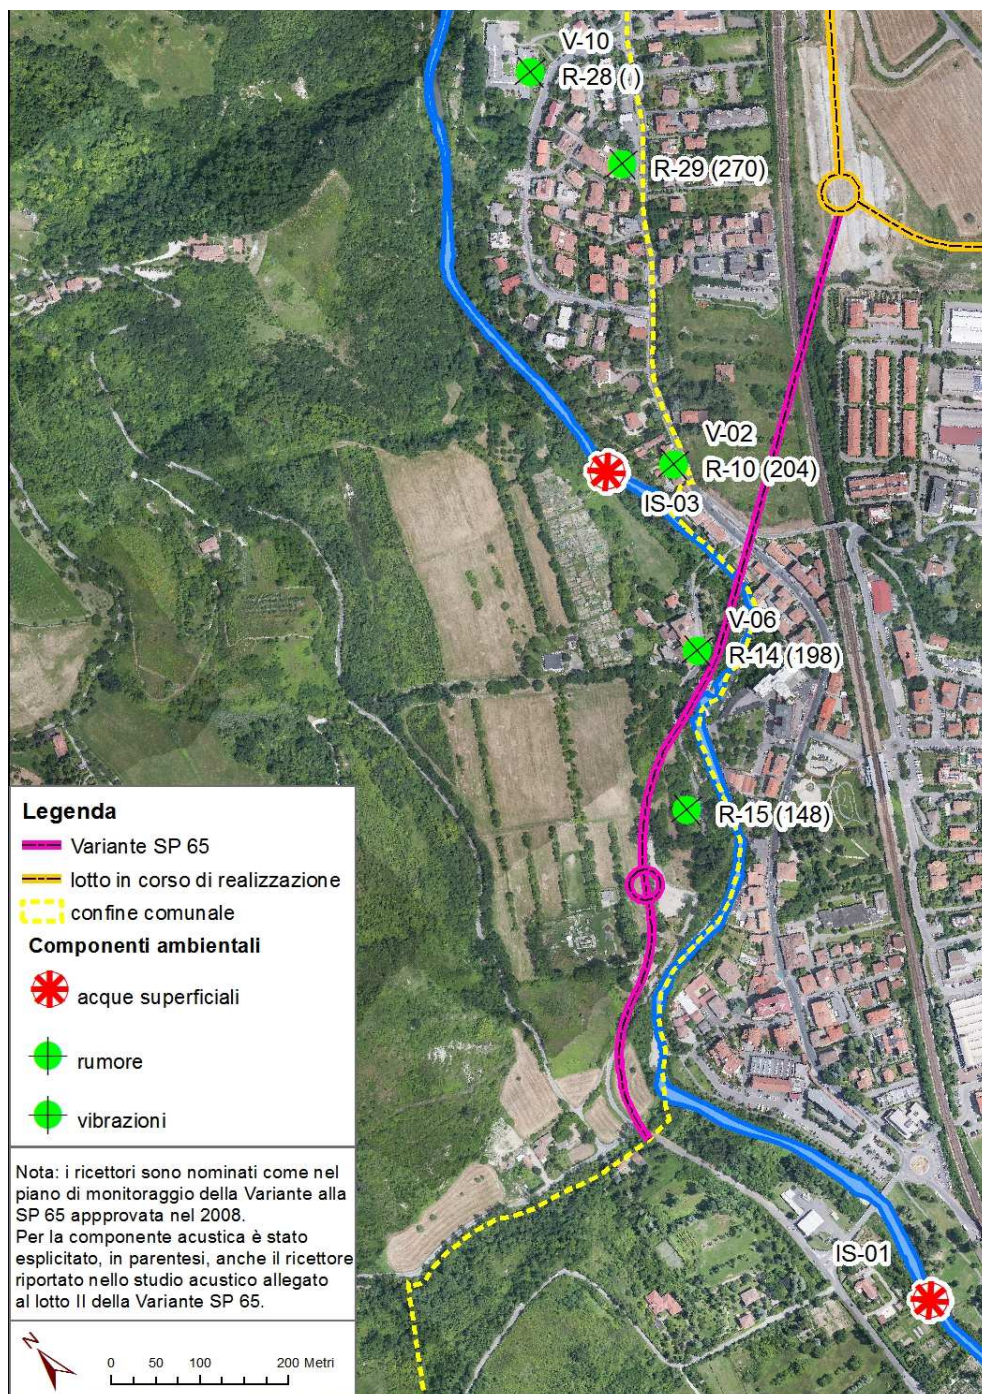 V-10
R-28 ( )
R-29 (270)
V-02
R-10 (204)
IS-03
V-06
R-14 (198)
R-15 (148)
IS-01
Legenda
Variante SP 65
lotto in corso di realizzazione
confine comunale
Componenti ambientali
acque superficiali
rumore
vibrazioni
Nota: i ricettori sono nominati come nel
piano di monitoraggio della Variante alla
SP 65 appprovata nel 2008.
Per la componente acustica è stato
esplicitato, in parentesi, anche il ricettore
riportato nello studio acustico allegato
al lotto II della Variante SP 65.
N
0 50 100 200 Metri